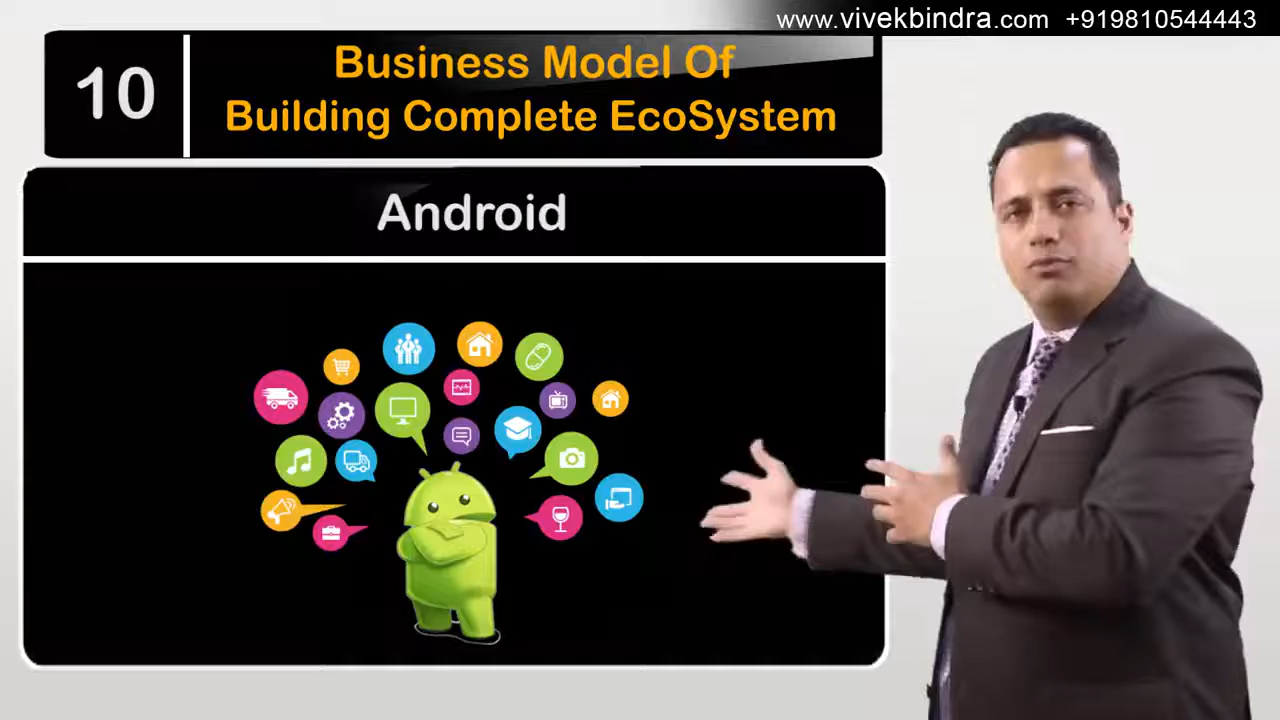 www.vivekbindra.com +919810544443
10
Business Model Of
Building Complete EcoSystem
Android